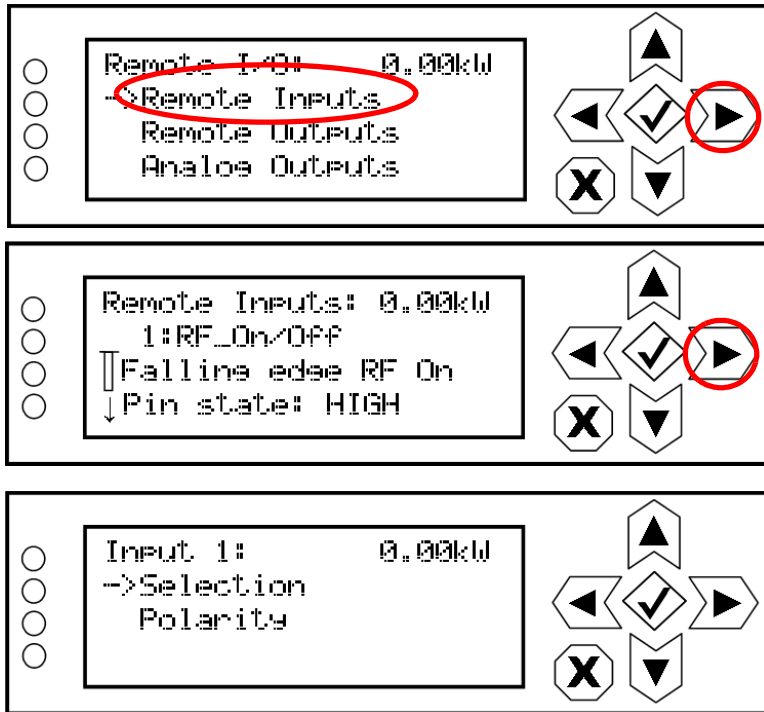 Remote I/O: 0.00kW
->Remote Inputs
Remote Outputs
Analog Outputs
X
Remote Inputs: 0.00kW
1:RF_On/Off
Falling edge RF On
↓Pin state: HIGH
X
Input 1: 0.00kW
->Selection
Polarity
X